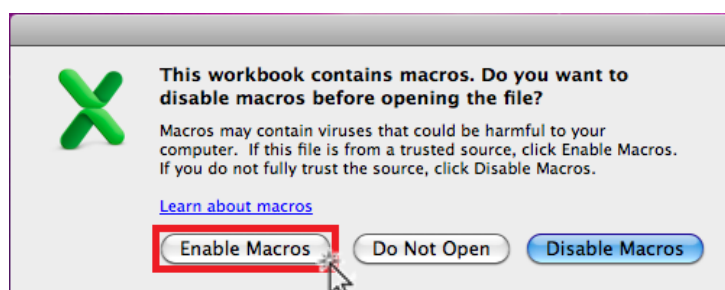 This workbook contains macros. Do you want to
disable macros before opening the file?
Macros may contain viruses that could be harmful to your
computer.  If this file is from a trusted source, click Enable Macros.
If you do not fully trust the source, click Disable Macros.
Learn about macros
Enable Macros Do Not Open Disable Macros